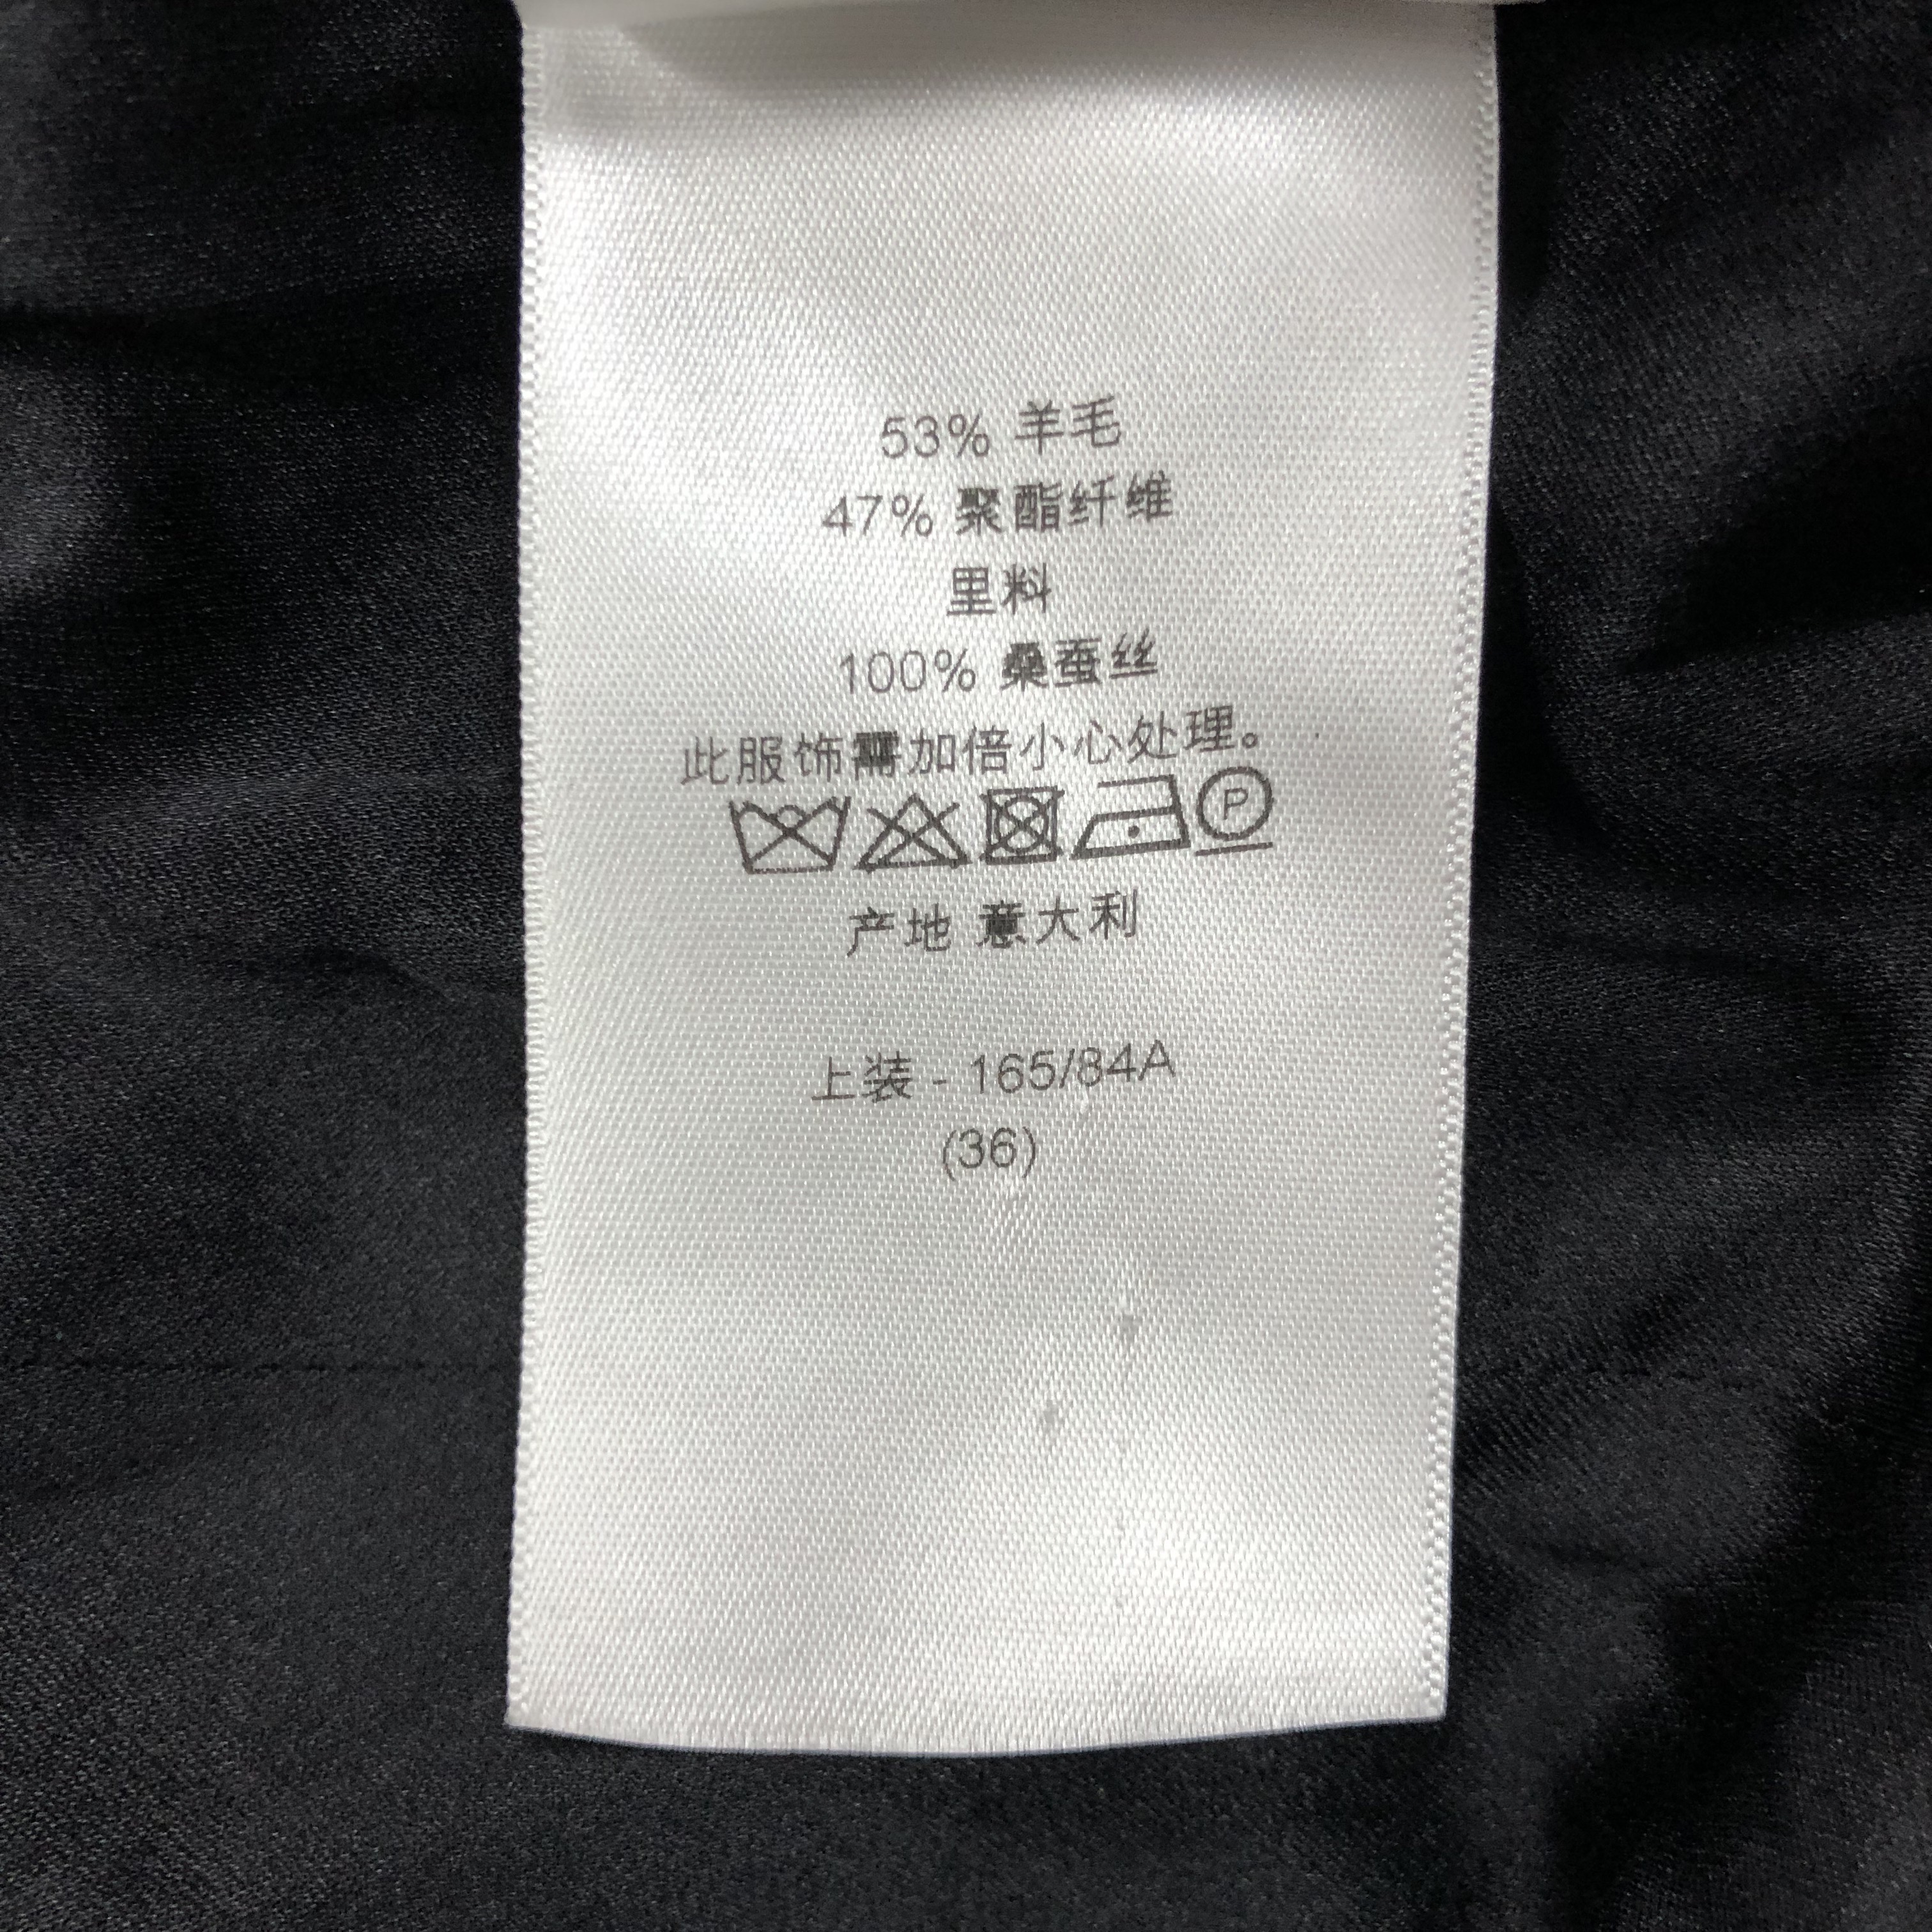 53% 羊毛
47% 聚酯纤维
里料
100% 桑蚕丝
此服饰需加倍小心处理。
P
产地 意大利
上装 - 165/84A
(36)